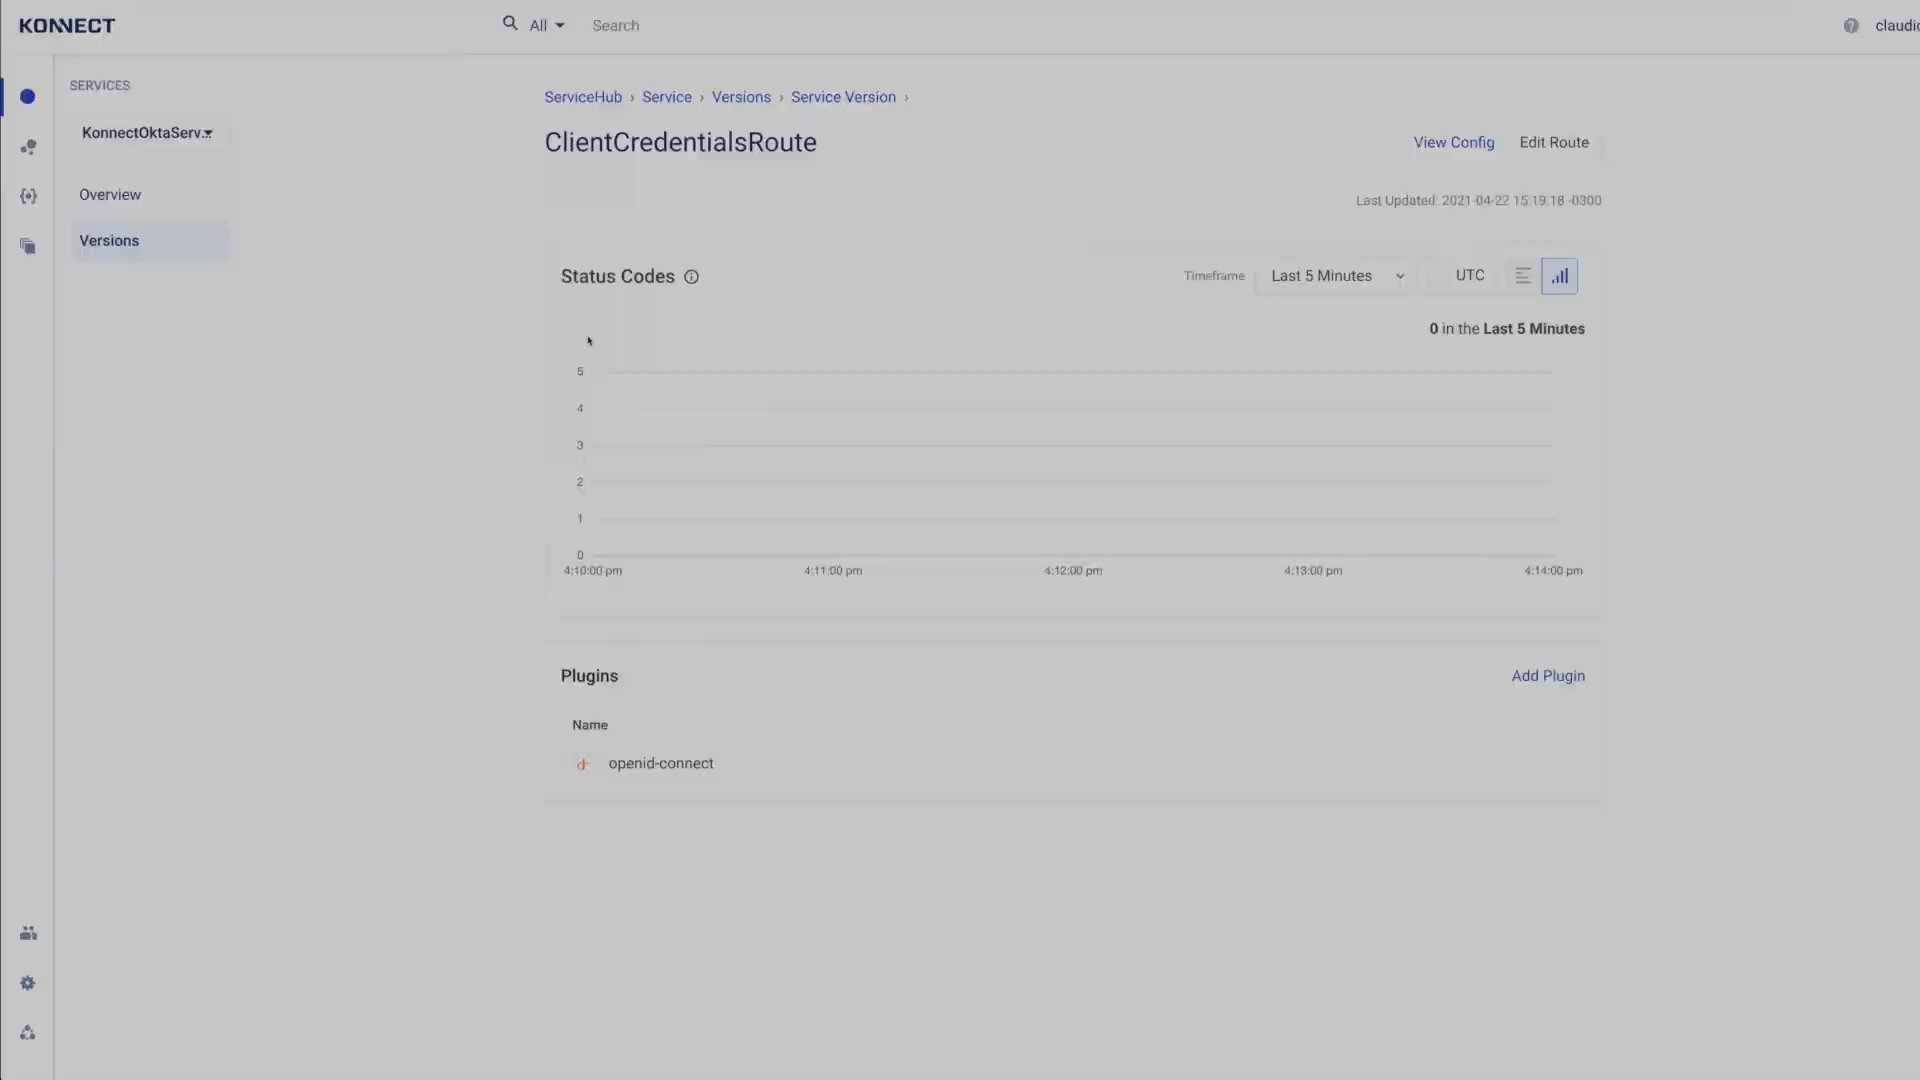 KONNECT
All
Search
claudio
SERVICES
KonnectOktaServ...
Overview
Versions
ServiceHub › Service › Versions › Service Version ›
ClientCredentialsRoute
View Config
Edit Route
Last Updated: 2021-04-22 15:19:18 -0300
Status Codes
Timeframe
Last 5 Minutes
UTC
0 in the Last 5 Minutes
5
4
3
2
1
0
4:10:00 pm
4:11:00 pm
4:12:00 pm
4:13:00 pm
4:14:00 pm
Plugins
Add Plugin
Name
openid-connect